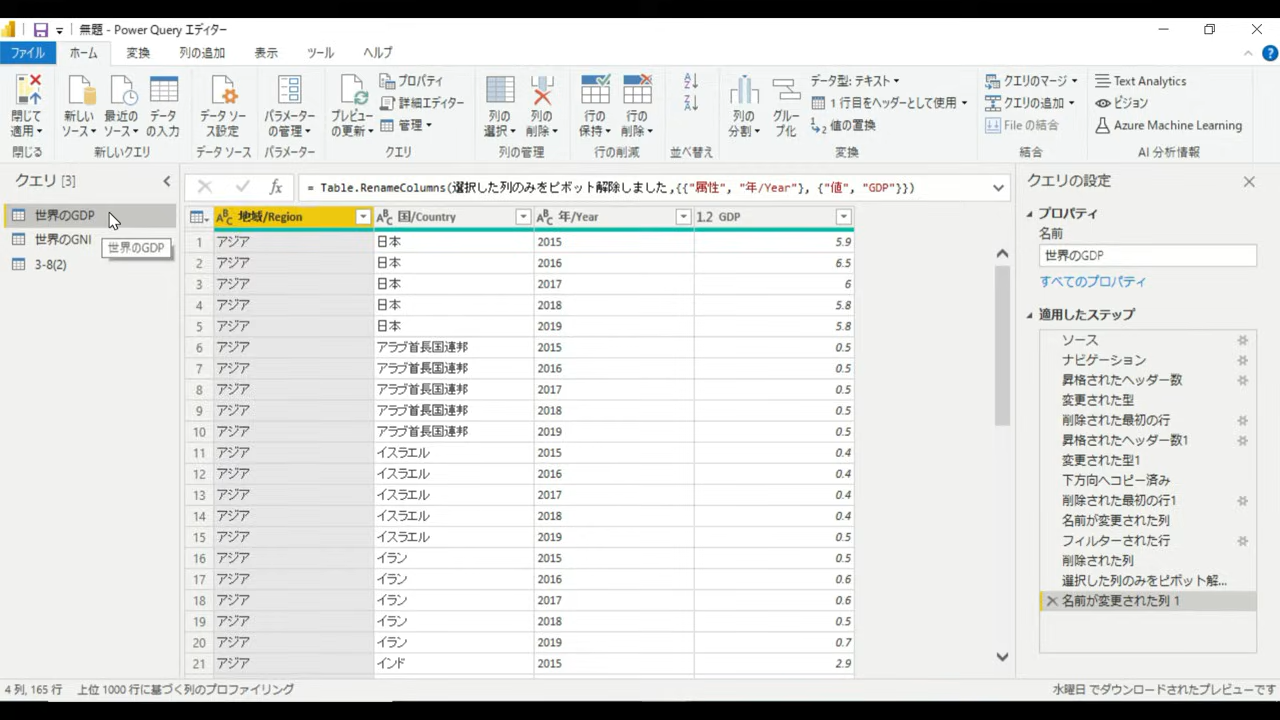 無題 - Power Query エディター
ファイル ホーム 変換 列の追加 表示 ツール ヘルプ
閉じて適用 新しいソース 最近のソース データの入力 データ ソース設定 パラメーターの管理 プレビューの更新 プロパティ 詳細エディター 管理 列の選択 列の削除 行の保持 行の削除 列の分割 グループ化 データ型: テキスト 1 行目をヘッダーとして使用 値の置換 クエリのマージ クエリの追加 File の結合 Text Analytics ビジョン Azure Machine Learning
閉じる 新しいクエリ データ ソース パラメーター クエリ 列の管理 行の削減 並べ替え 変換 結合 AI 分析情報
クエリ [3]
世界のGDP
世界のGNI
世界のGDP
3-8(2)
= Table.RenameColumns(選択した列のみをピボット解除しました,{{"属性", "年/Year"}, {"値", "GDP"}})
ABC 地域/Region ABC 国/Country ABC 年/Year 1.2 GDP
1 アジア 日本 2015 5.9
2 アジア 日本 2016 6.5
3 アジア 日本 2017 6
4 アジア 日本 2018 5.8
5 アジア 日本 2019 5.8
6 アジア アラブ首長国連邦 2015 0.5
7 アジア アラブ首長国連邦 2016 0.5
8 アジア アラブ首長国連邦 2017 0.5
9 アジア アラブ首長国連邦 2018 0.5
10 アジア アラブ首長国連邦 2019 0.5
11 アジア イスラエル 2015 0.4
12 アジア イスラエル 2016 0.4
13 アジア イスラエル 2017 0.4
14 アジア イスラエル 2018 0.4
15 アジア イスラエル 2019 0.4
16 アジア イラン 2015 0.5
17 アジア イラン 2016 0.6
18 アジア イラン 2017 0.6
19 アジア イラン 2018 0.5
20 アジア イラン 2019 0.7
21 アジア インド 2015 2.9
クエリの設定
プロパティ
名前
世界のGDP
すべてのプロパティ
適用したステップ
ソース
ナビゲーション
昇格されたヘッダー数
変更された型
削除された最初の行
昇格されたヘッダー数1
変更された型1
下方向へコピー済み
削除された最初の行1
名前が変更された列
フィルターされた行
削除された列
選択した列のみをピボット解...
名前が変更された列 1
4 列, 165 行 上位 1000 行に基づく列のプロファイリング
水曜日 でダウンロードされたプレビューです